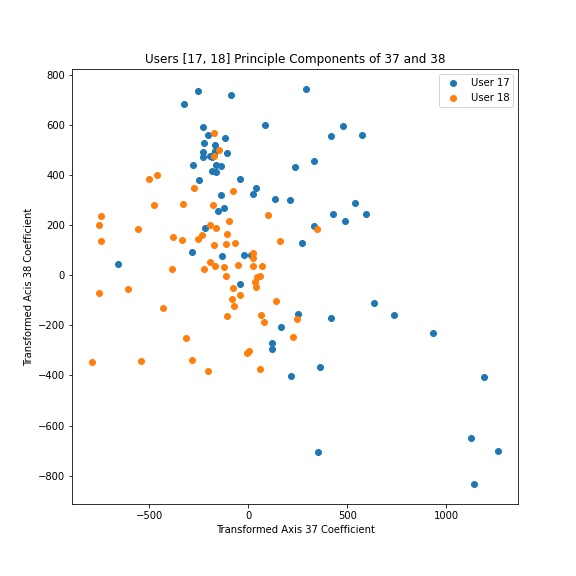 Users [17, 18] Principle Components of 37 and 38
User 17
User 18
Transformed Acis 38 Coefficient
800
600
400
200
0
−200
−400
−600
−800
−500
0
500
1000
Transformed Axis 37 Coefficient